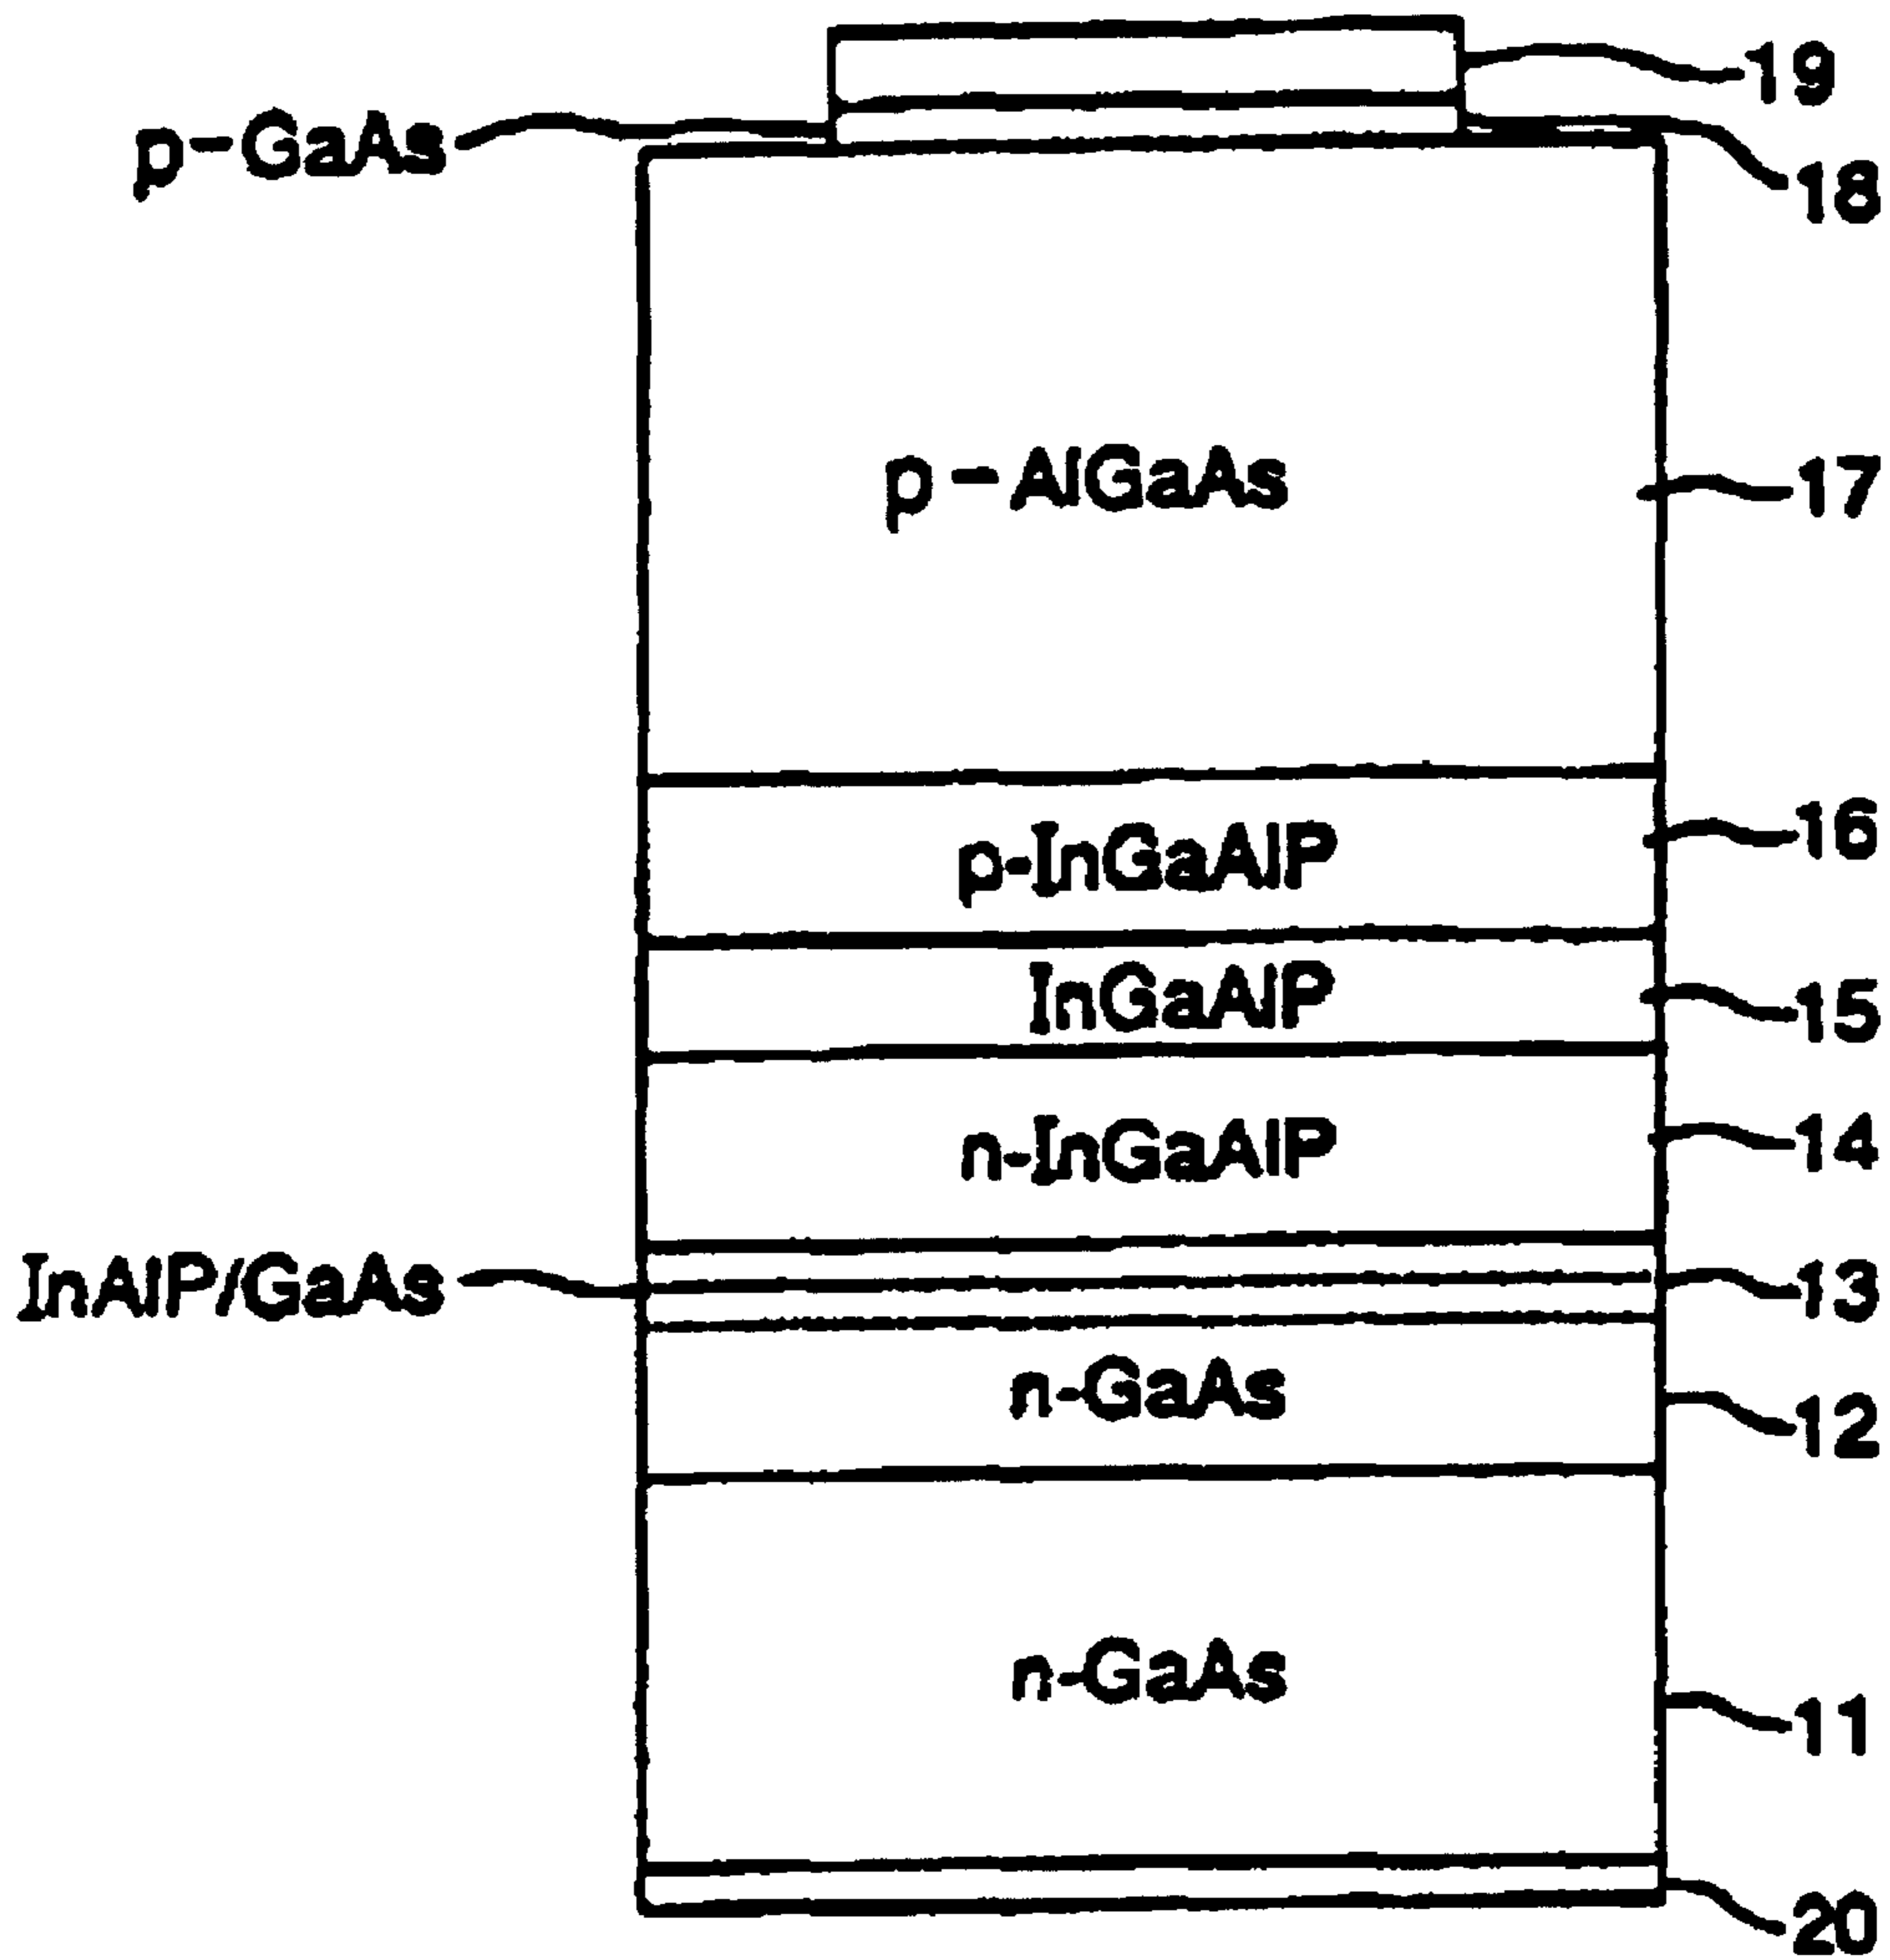 19
p-GaAs
18
p-AlGaAs
17
p-InGaAlP
16
InGaAlP
15
n-InGaAlP
14
InAlP/GaAs
13
n-GaAs
12
n-GaAs
11
20